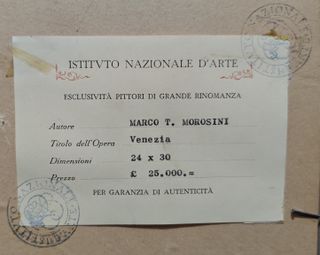 ISTITVTO NAZIONALE D'ARTE
ESCLUSIVITÀ PITTORI DI GRANDE RINOMANZA
Autore MARCO T. MOROSINI
Titolo dell'Opera Venezia
Dimensioni 24 x 30
Prezzo £ 25.000.=
PER GARANZIA DI AUTENTICITÀ